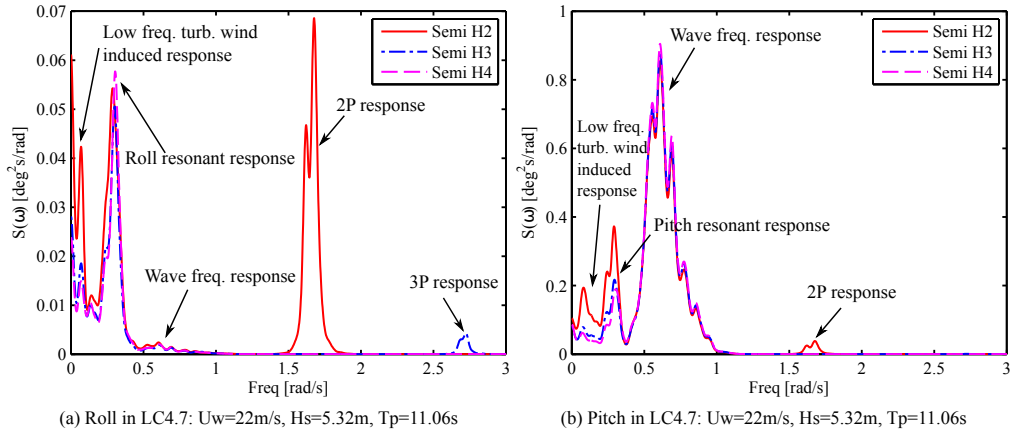 Low freq. turb. wind
induced response
Semi H2
Semi H3
Semi H4
2P response
Roll resonant response
Wave freq. response
3P response
S(ω) [deg²s/rad]
0.07
0.06
0.05
0.04
0.03
0.02
0.01
0
0 0.5 1 1.5 2 2.5 3
Freq [rad/s]
(a) Roll in LC4.7: Uw=22m/s, Hs=5.32m, Tp=11.06s
Wave freq. response
Semi H2
Semi H3
Semi H4
Low freq.
turb. wind
induced
response
Pitch resonant response
2P response
S(ω) [deg²s/rad]
1
0.8
0.6
0.4
0.2
0
0 0.5 1 1.5 2 2.5 3
Freq [rad/s]
(b) Pitch in LC4.7: Uw=22m/s, Hs=5.32m, Tp=11.06s